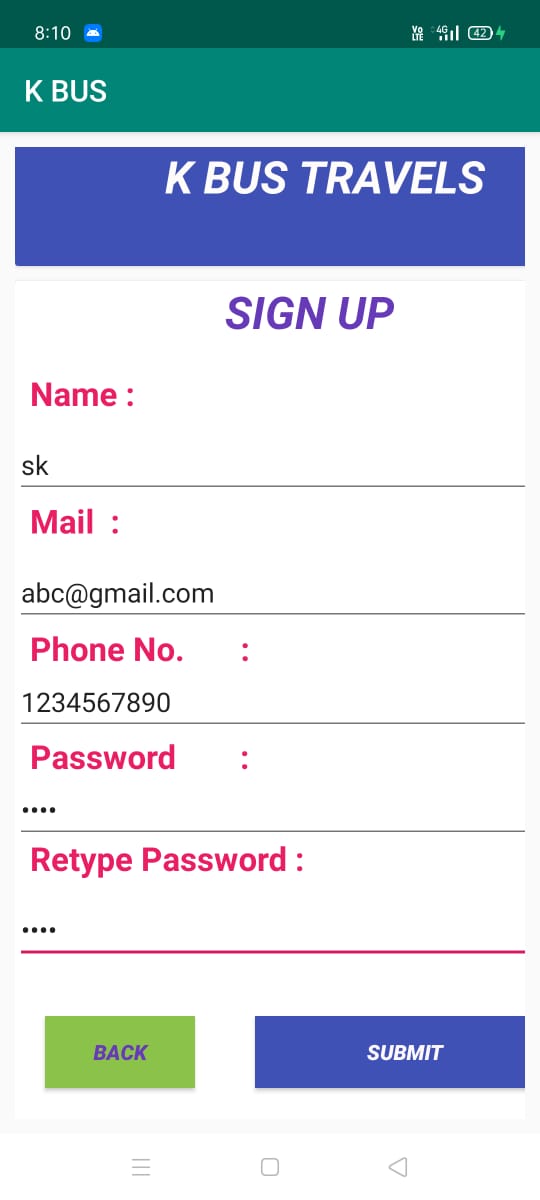 8:10 Vo LTE 4G 42
K BUS
K BUS TRAVELS
SIGN UP
Name :
sk
Mail :
abc@gmail.com
Phone No. :
1234567890
Password :
••••
Retype Password :
••••
BACK SUBMIT